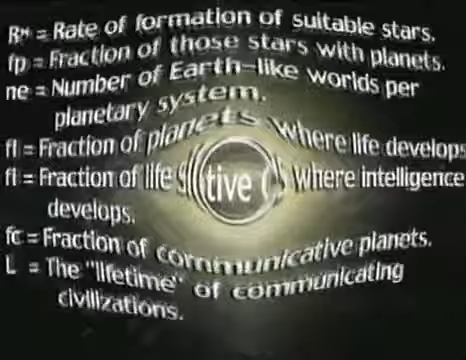 R* = Rate of formation of suitable stars.
fp = Fraction of those stars with planets.
ne = Number of Earth-like worlds per
planetary system.
fl = Fraction of planets where life develops
fi = Fraction of life where intelligence
develops.
fc = Fraction of communicative planets.
L = The "lifetime" of communicating
civilizations.